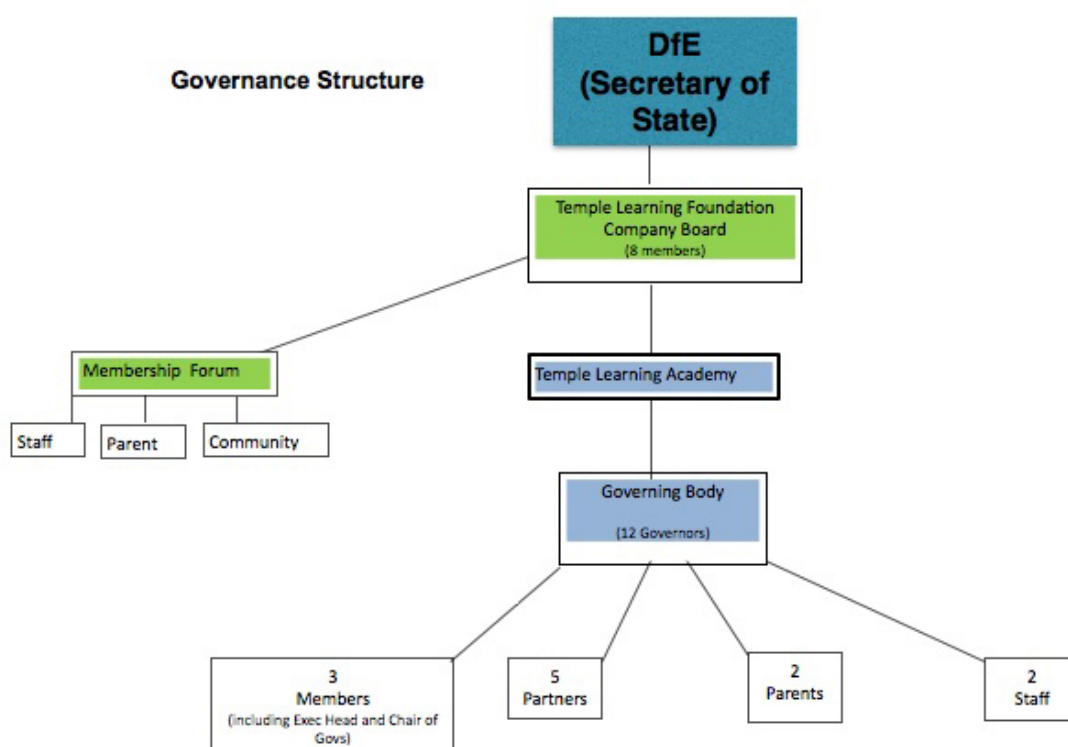 Governance Structure
DfE
(Secretary of
State)
Temple Learning Foundation
Company Board
(8 members)
Membership Forum
Temple Learning Academy
Staff
Parent
Community
Governing Body
(12 Governors)
3
Members
(including Exec Head and Chair of
Govs)
5
Partners
2
Parents
2
Staff